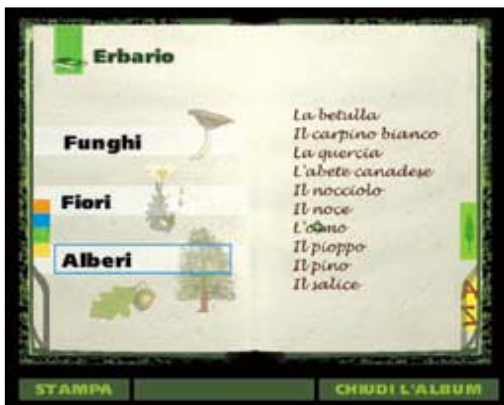 Erbario
Funghi
Fiori
Alberi
La betulla
Il carpino bianco
La quercia
L'abete canadese
Il nocciolo
Il noce
Il pioppo
Il pino
Il salice
STAMPA
CHIUDI L'ALBUM